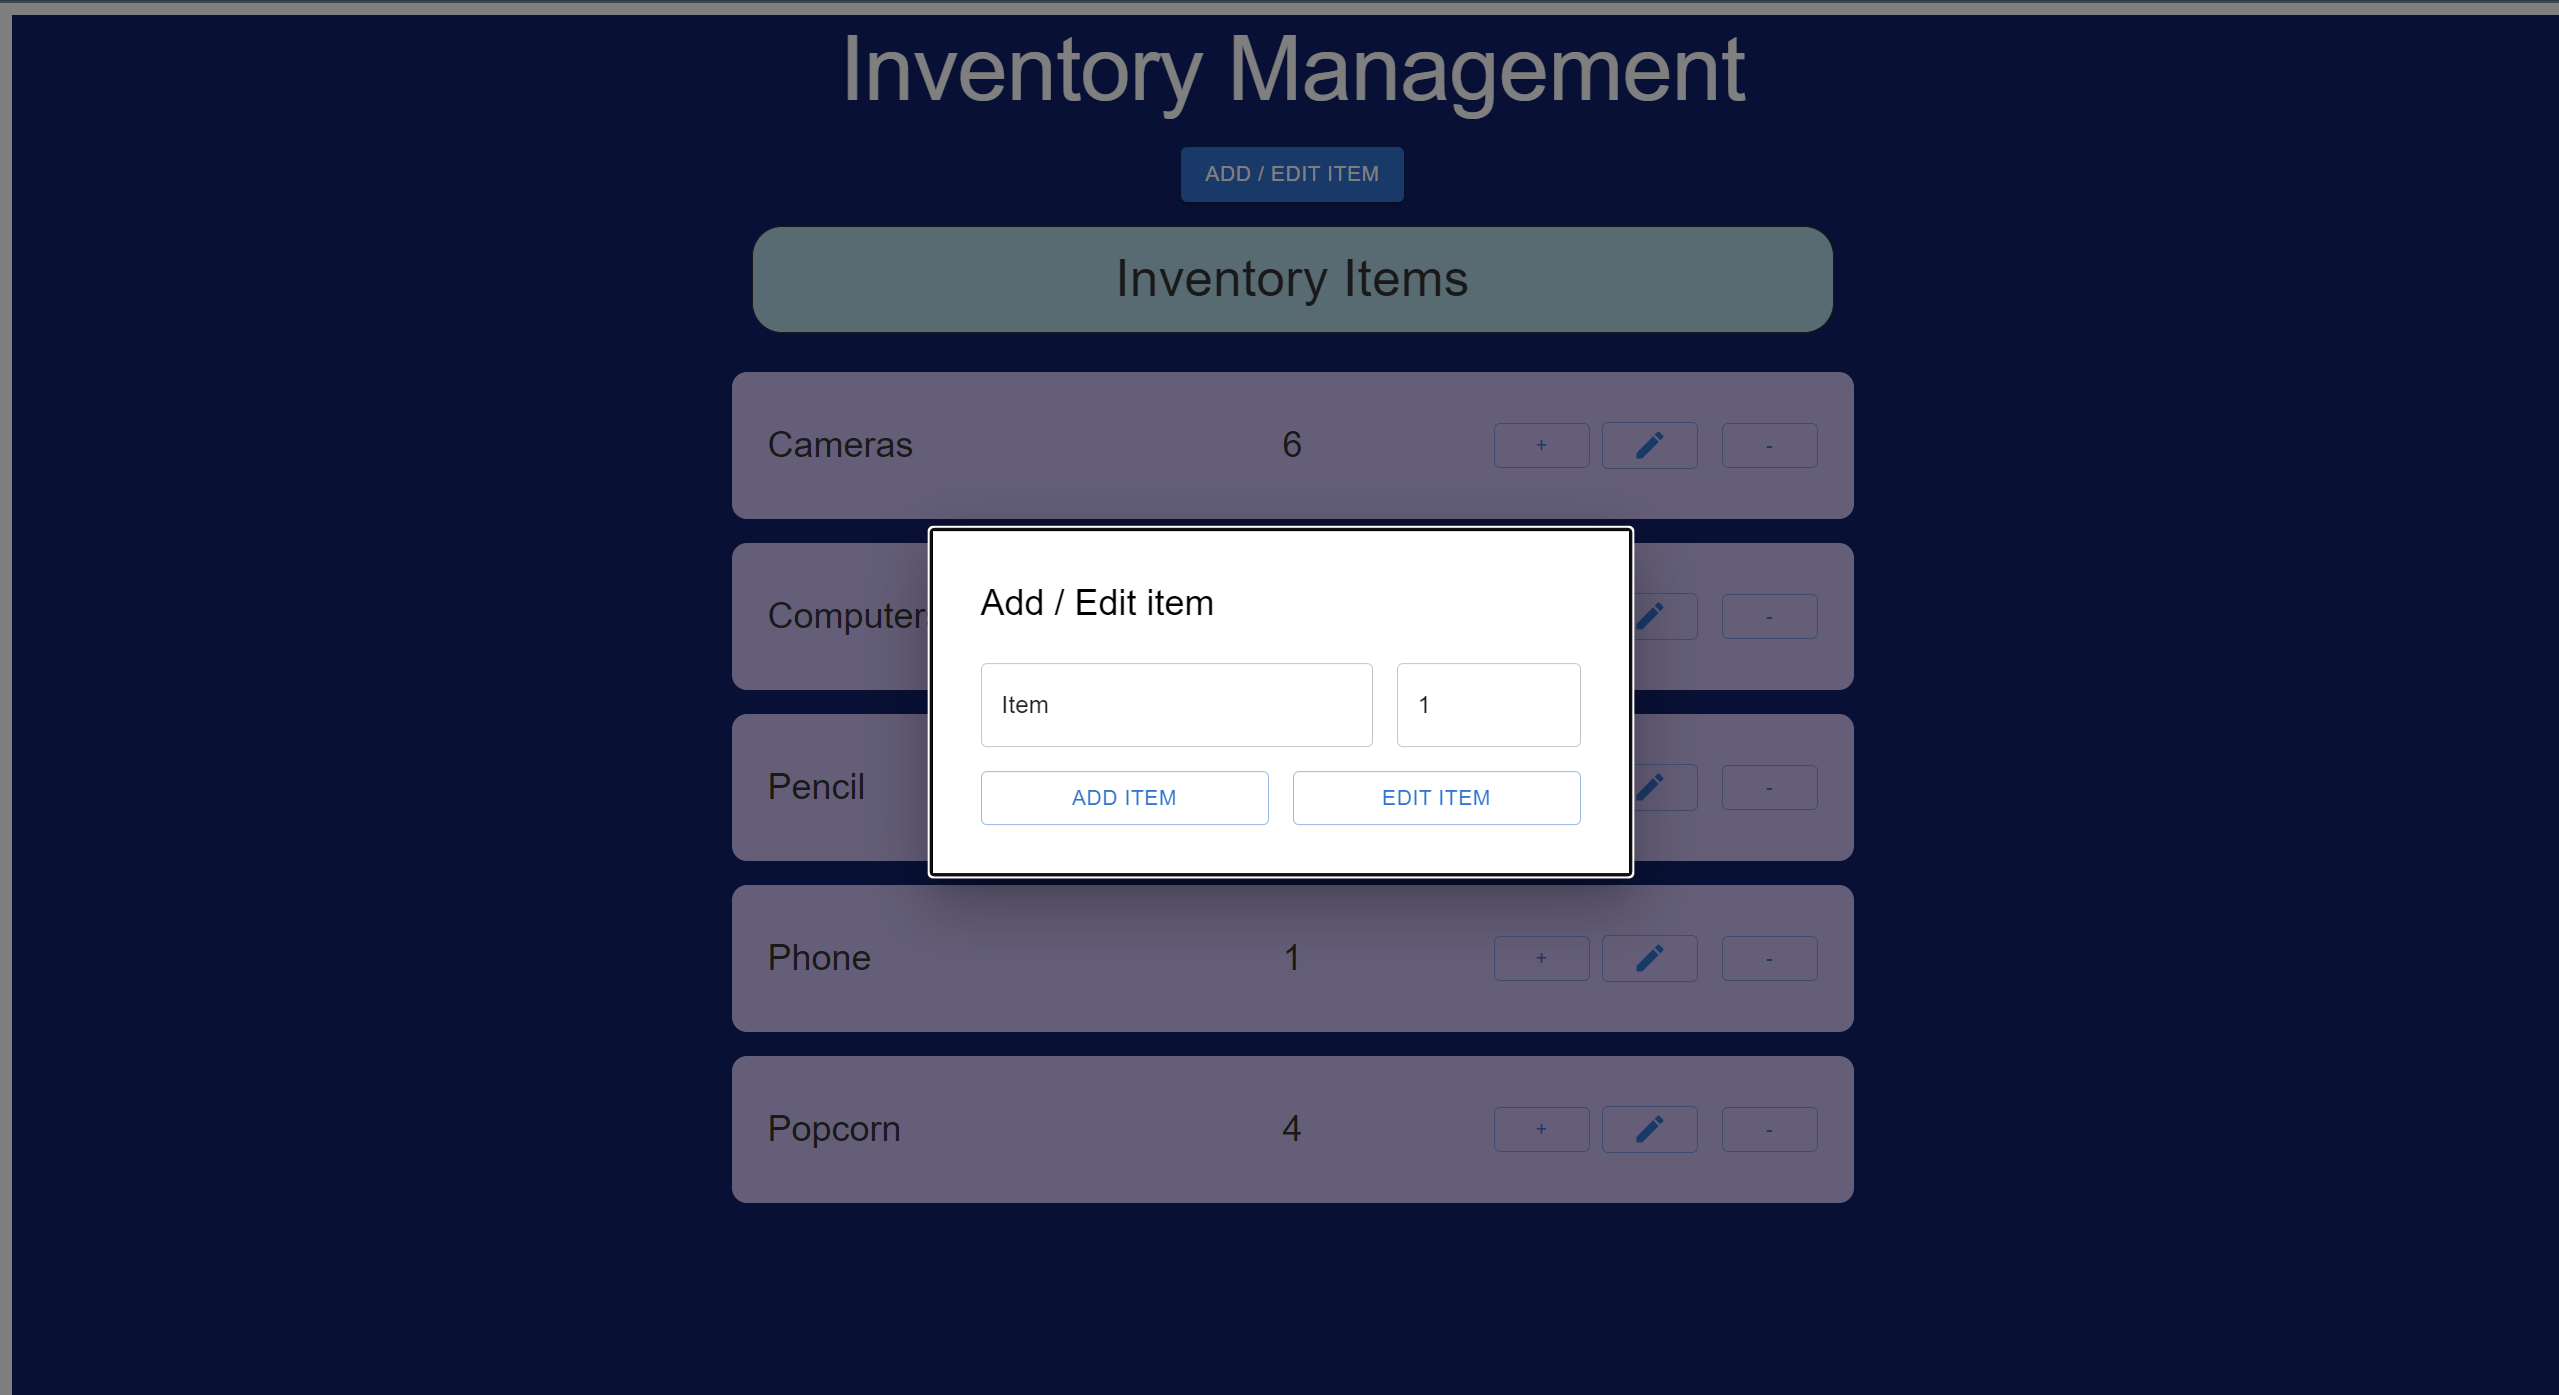 Inventory Management
ADD / EDIT ITEM
Inventory Items
Cameras 6 + -
-
Add / Edit item
Item 1
Pencil -
ADD ITEM EDIT ITEM
Phone 1 + -
Popcorn 4 + -